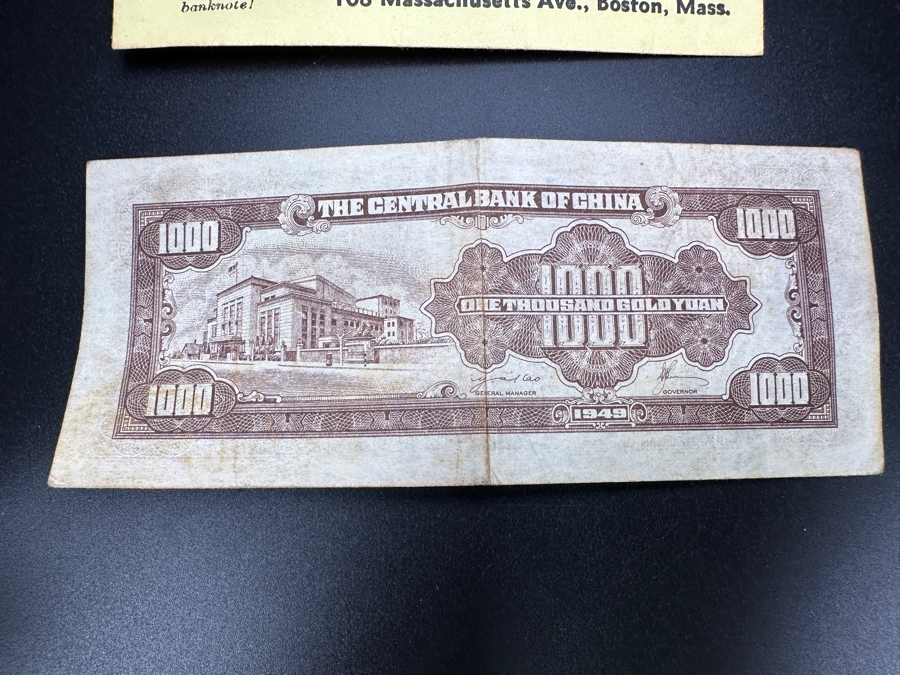 banknote!
108 Massachusetts Ave., Boston, Mass.
THE CENTRAL BANK OF CHINA
1000
1000
1000
ONE THOUSAND GOLD YUAN
GENERAL MANAGER
GOVERNOR
1000
1949
1000